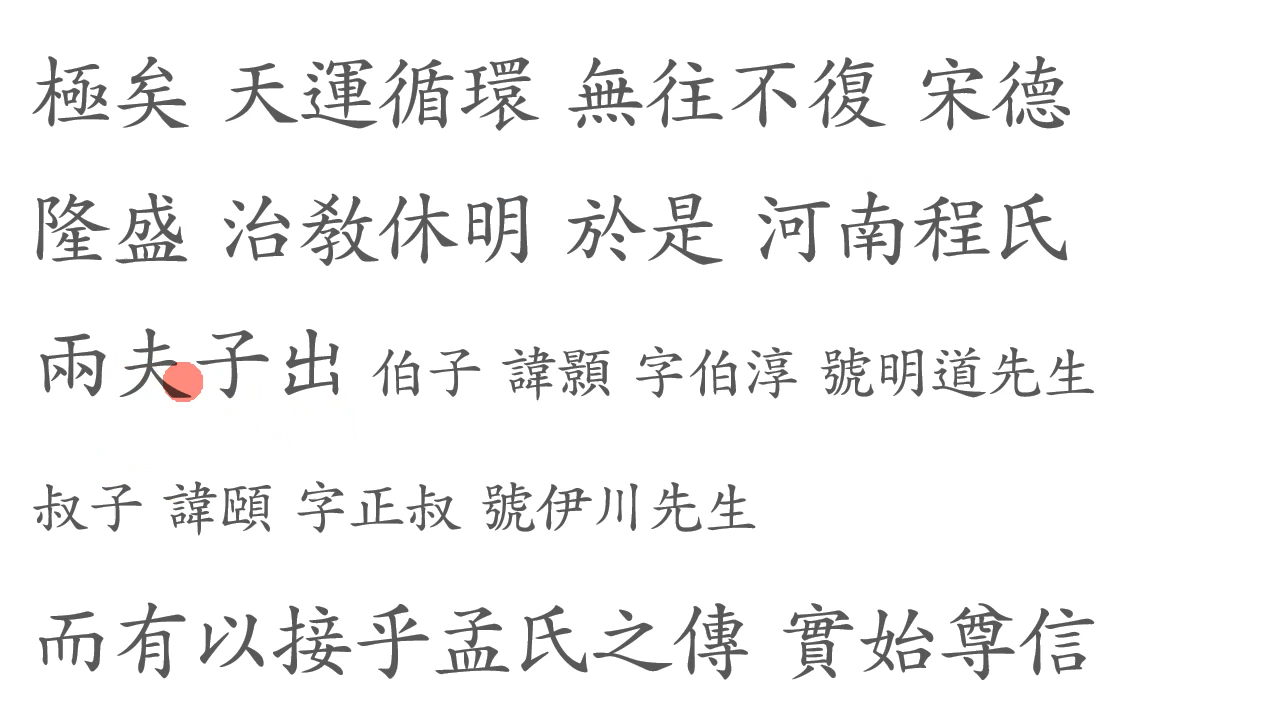 極矣 天運循環 無往不復 宋德
隆盛 治敎休明 於是 河南程氏
兩夫子出 伯子 諱顥 字伯淳 號明道先生
叔子 諱頤 字正叔 號伊川先生
而有以接乎孟氏之傳 實始尊信